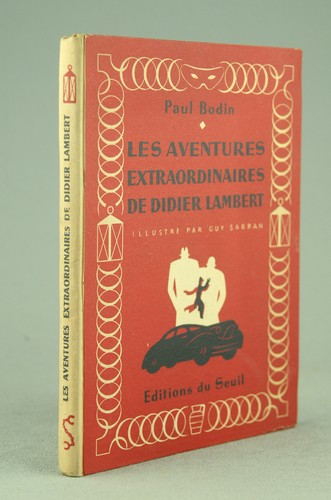 LES AVENTURES EXTRAORDINAIRES DE DIDIER LAMBERT
Paul Bodin
LES AVENTURES
EXTRAORDINAIRES
DE DIDIER LAMBERT
ILLUSTRÉ PAR GUY SABRAN
Editions du Seuil